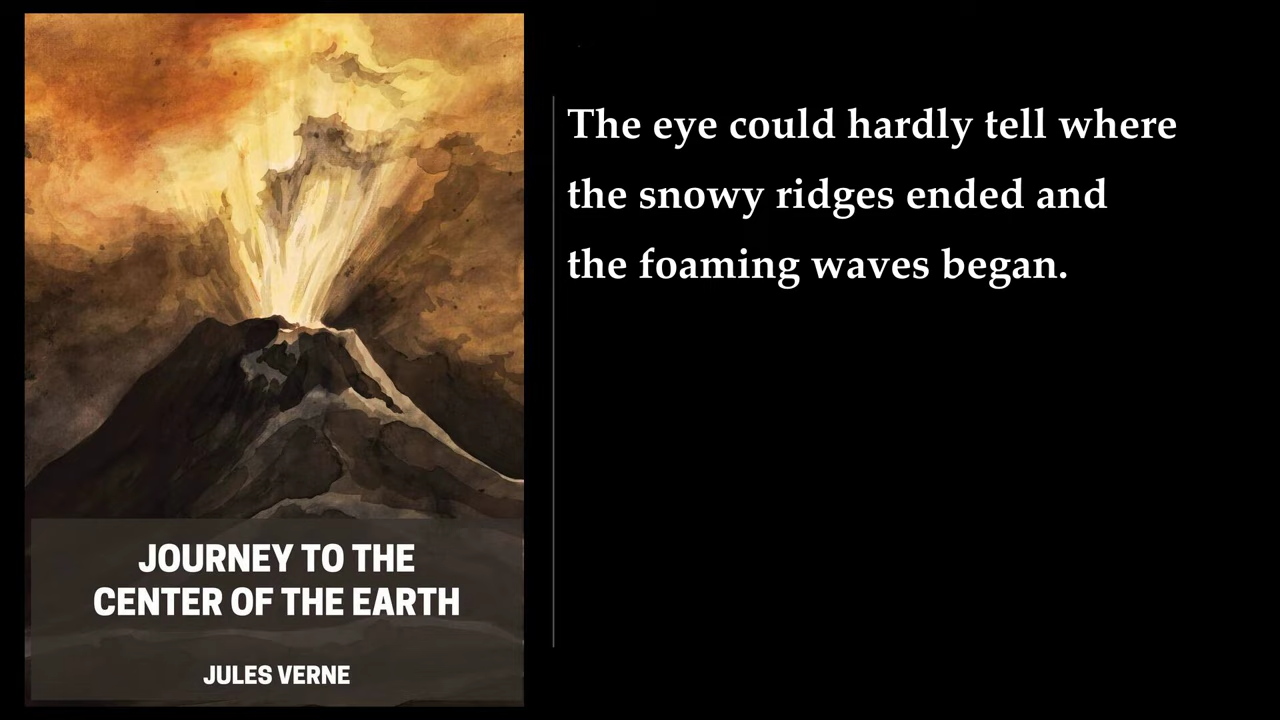 The eye could hardly tell where
the snowy ridges ended and
the foaming waves began.
JOURNEY TO THE
CENTER OF THE EARTH
JULES VERNE